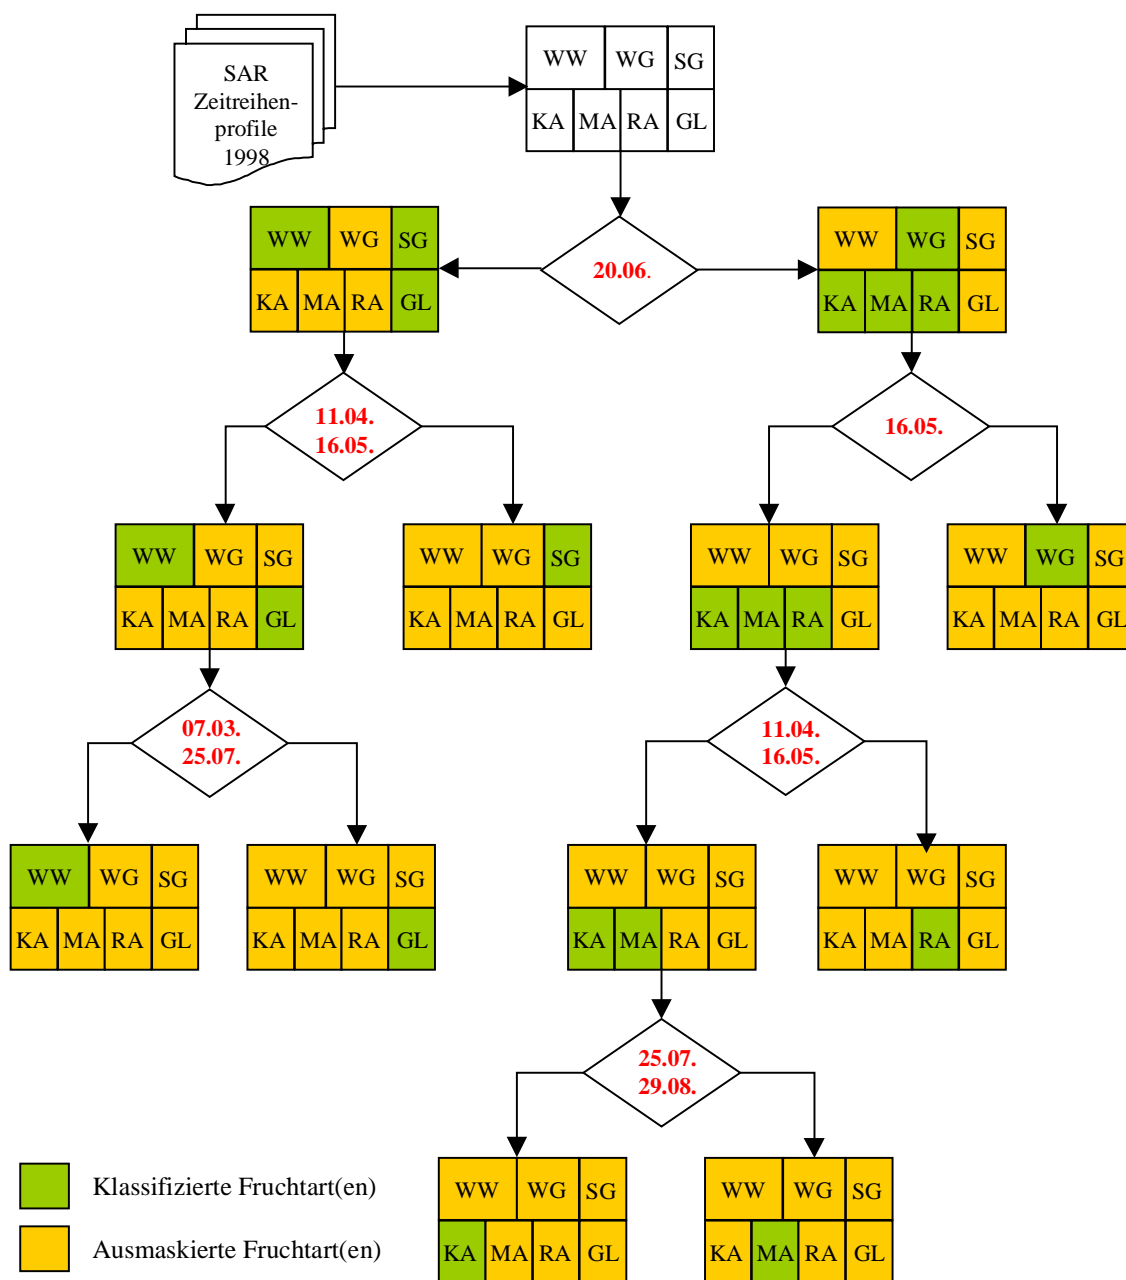 SAR
Zeitreihen-
profile
1998
WW WG SG
KA MA RA GL
WW WG SG
KA MA RA GL
20.06.
WW WG SG
KA MA RA GL
11.04.
16.05.
16.05.
WW WG SG
KA MA RA GL
WW WG SG
KA MA RA GL
WW WG SG
KA MA RA GL
WW WG SG
KA MA RA GL
07.03.
25.07.
11.04.
16.05.
WW WG SG
KA MA RA GL
WW WG SG
KA MA RA GL
WW WG SG
KA MA RA GL
WW WG SG
KA MA RA GL
25.07.
29.08.
WW WG SG
KA MA RA GL
WW WG SG
KA MA RA GL
Klassifizierte Fruchtart(en)
Ausmaskierte Fruchtart(en)